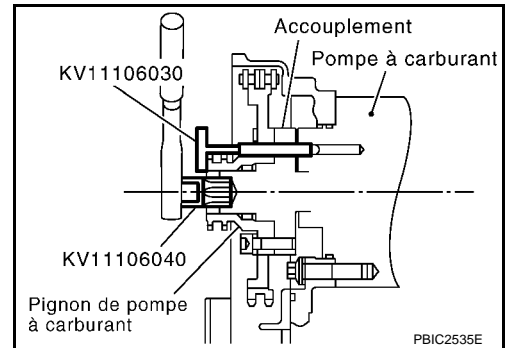 Accouplement
Pompe à carburant
KV11106030
KV11106040
Pignon de pompe
à carburant
PBIC2535E